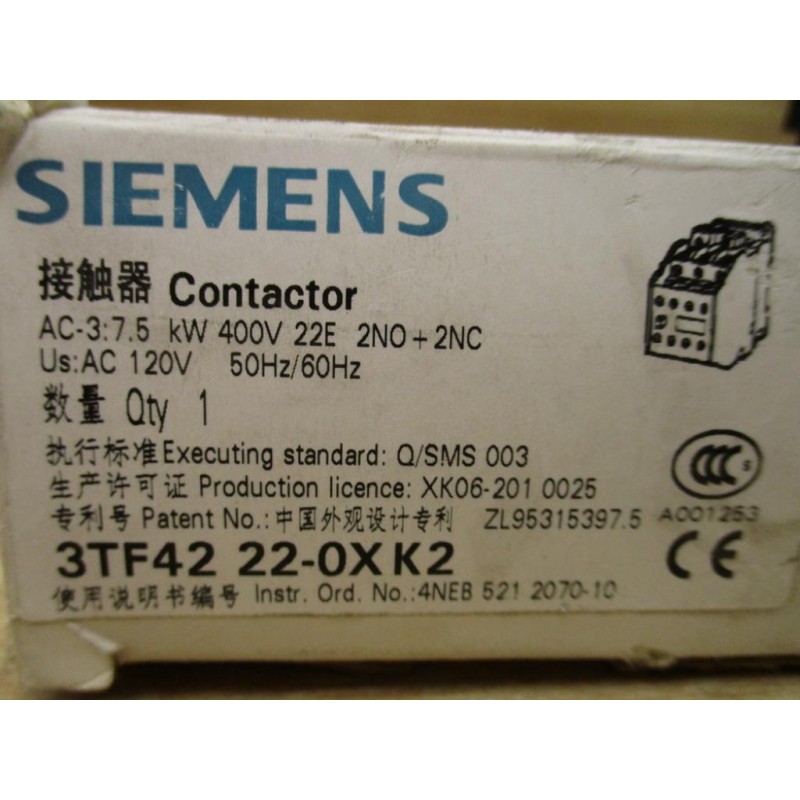 SIEMENS
接触器 Contactor
AC-3:7.5 kW 400V 22E 2NO+2NC
Us:AC 120V 50Hz/60Hz
数量 Qty 1
执行标准 Executing standard: Q/SMS 003
生产许可证 Production licence: XK06-201 0025
专利号 Patent No.:中国外观设计专利 ZL95315397.5
CCC S
A001253
3TF42 22-0X K2
CE
使用说明书编号 Instr. Ord. No.:4NEB 521 2070-10